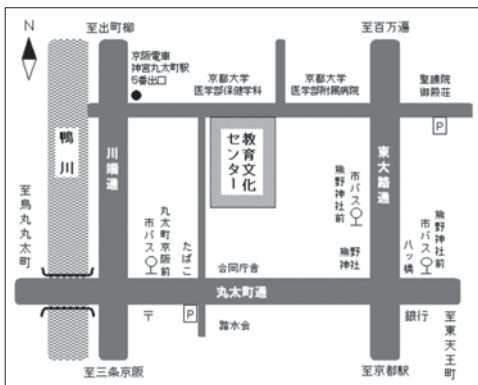 N
至出町柳
至百万遍
京阪電車
神宮丸太町駅
5番出口
京都大学
医学部保健学科
京都大学
医学部附属病院
聖護院
御殿荘
P
鴨川
川端通
教育文化
センター
東大路通
熊野神社前
市バス
熊野神社前
市バス
至烏丸丸太町
丸太町京阪前
市バス
たばこ
合同庁舎
熊野
神社
八ッ橋
丸太町通
〒
P
踏水会
銀行
至東天王町
至三条京阪
至京都駅